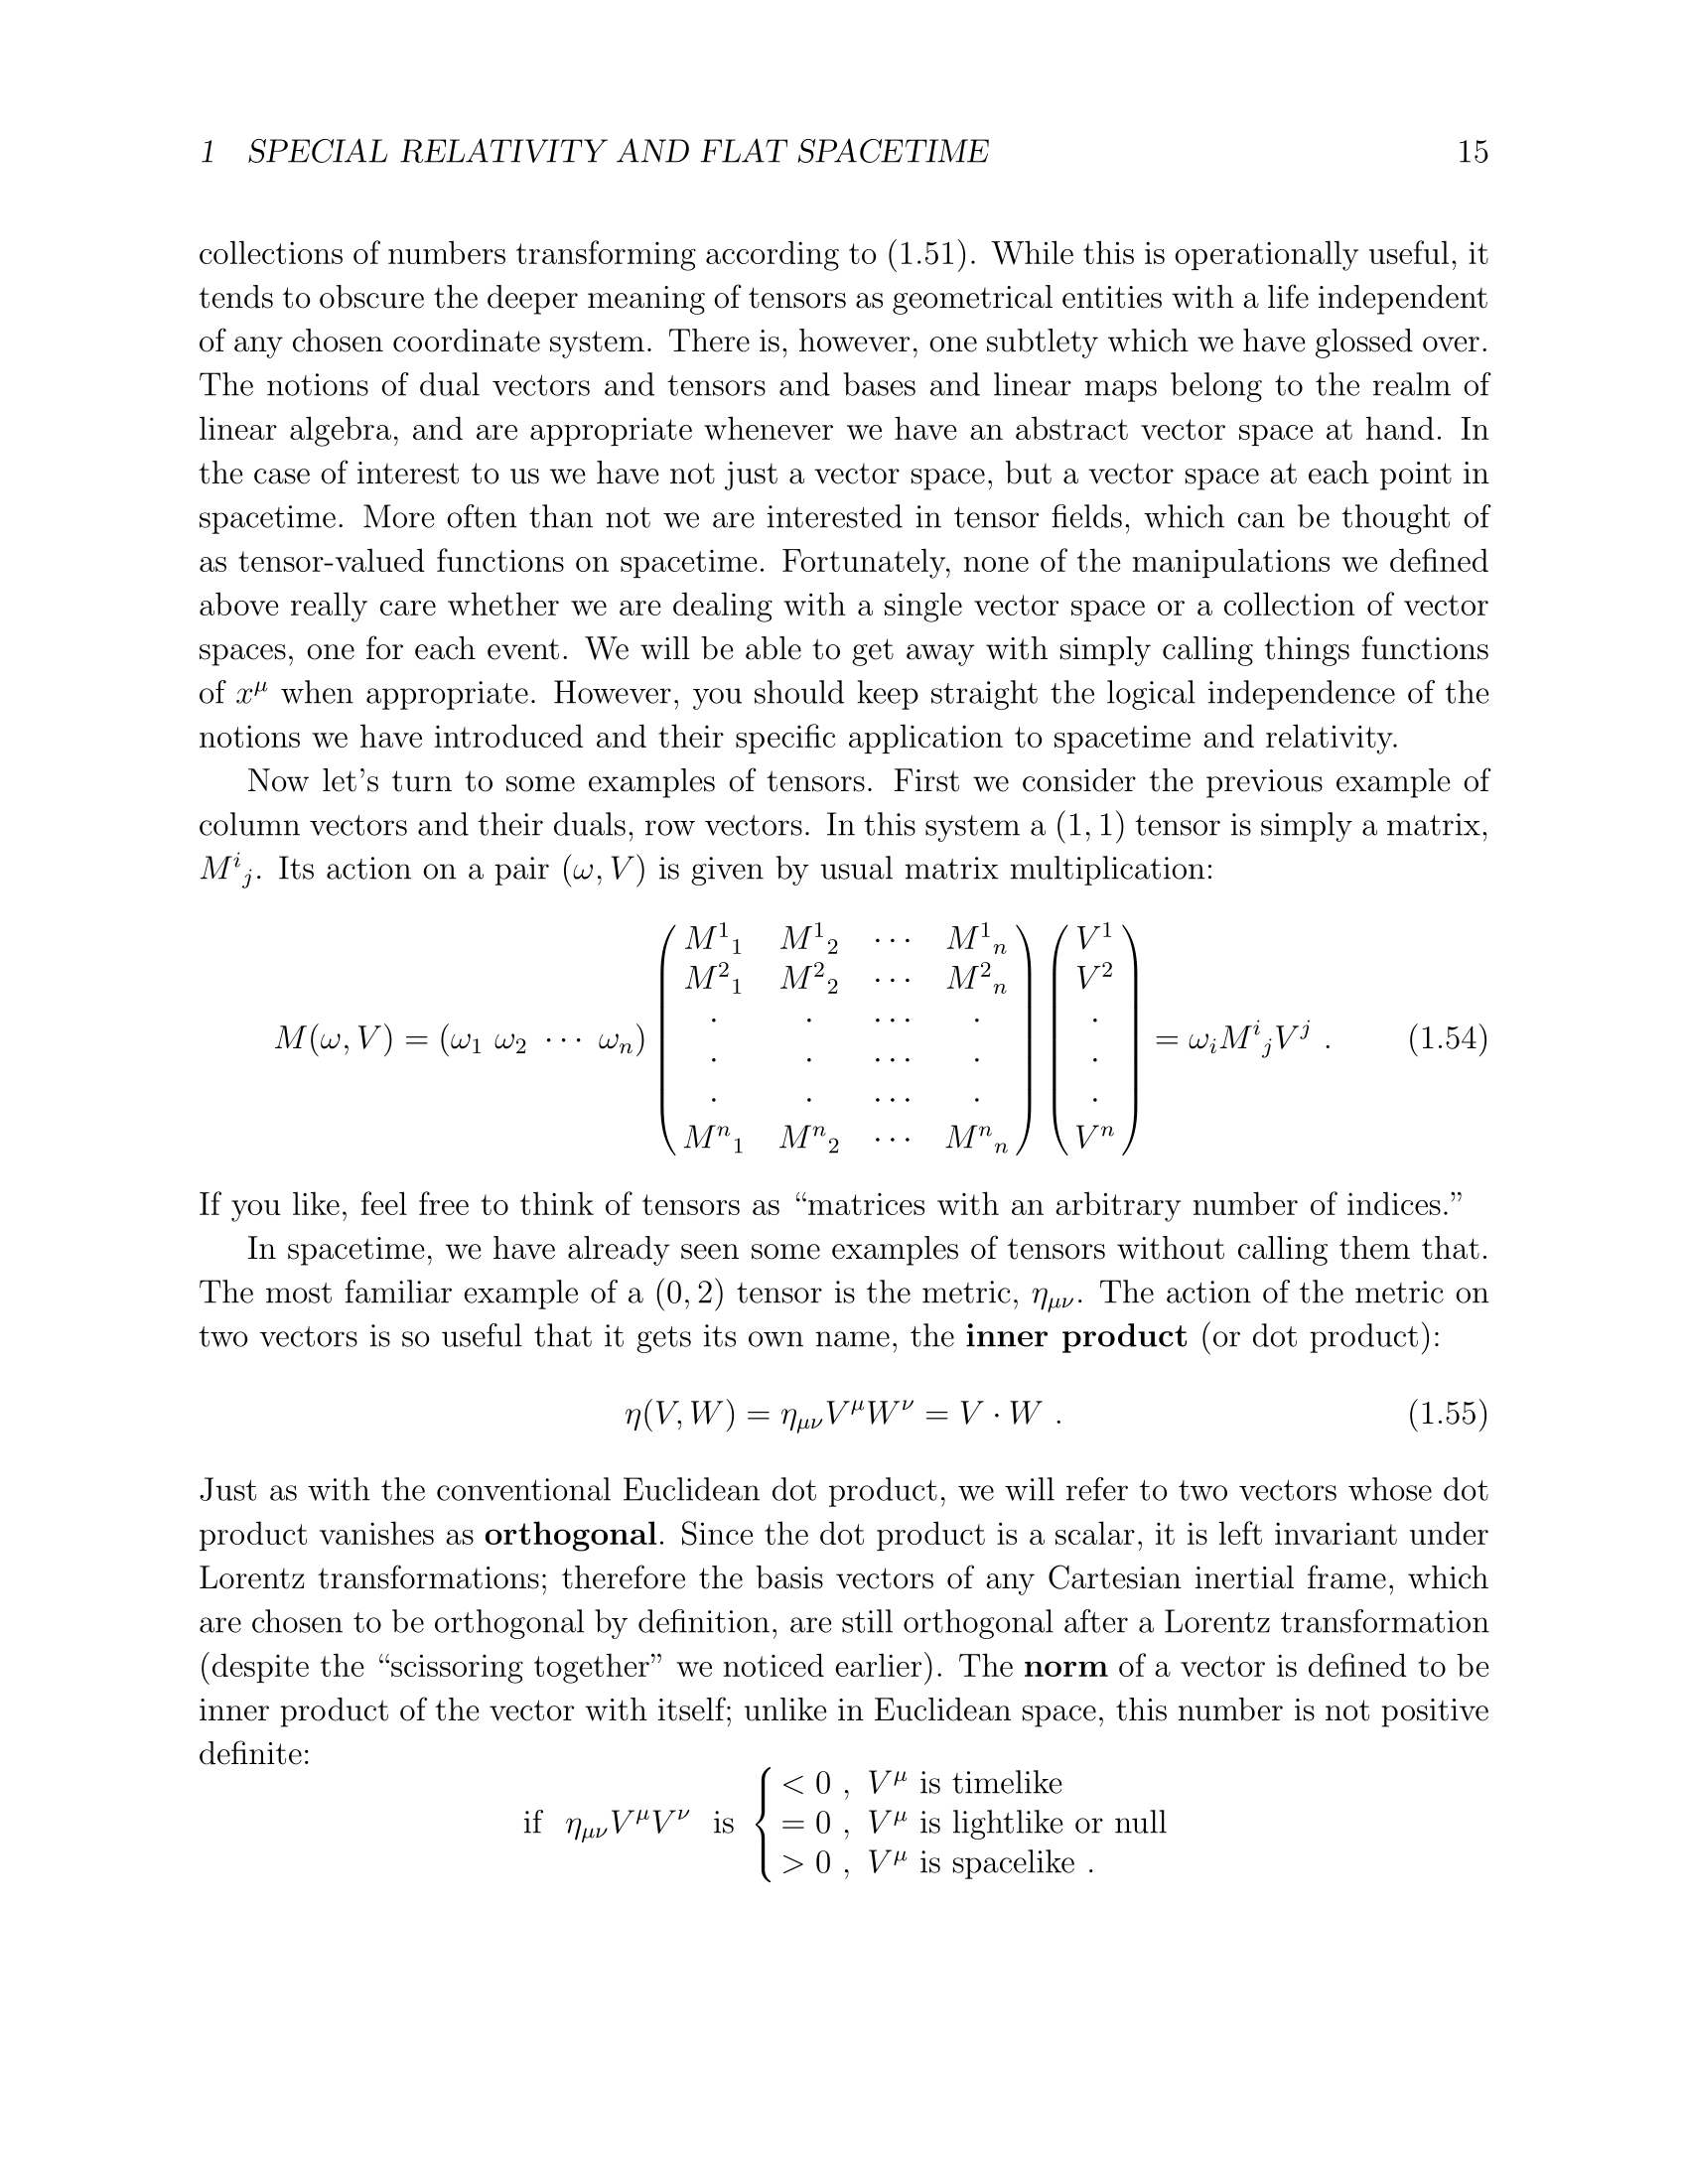 1 SPECIAL RELATIVITY AND FLAT SPACETIME 15
collections of numbers transforming according to (1.51). While this is operationally useful, it
tends to obscure the deeper meaning of tensors as geometrical entities with a life independent
of any chosen coordinate system. There is, however, one subtlety which we have glossed over.
The notions of dual vectors and tensors and bases and linear maps belong to the realm of
linear algebra, and are appropriate whenever we have an abstract vector space at hand. In
the case of interest to us we have not just a vector space, but a vector space at each point in
spacetime. More often than not we are interested in tensor fields, which can be thought of
as tensor-valued functions on spacetime. Fortunately, none of the manipulations we defined
above really care whether we are dealing with a single vector space or a collection of vector
spaces, one for each event. We will be able to get away with simply calling things functions
of $x^\mu$ when appropriate. However, you should keep straight the logical independence of the
notions we have introduced and their specific application to spacetime and relativity.
Now let's turn to some examples of tensors. First we consider the previous example of
column vectors and their duals, row vectors. In this system a (1, 1) tensor is simply a matrix,
$M^i{}_j$. Its action on a pair $(\omega, V)$ is given by usual matrix multiplication:
$M(\omega, V) = (\omega_1\ \omega_2\ \cdots\ \omega_n) \begin{pmatrix} M^1{}_1 & M^1{}_2 & \cdots & M^1{}_n \\ M^2{}_1 & M^2{}_2 & \cdots & M^2{}_n \\ \cdot & \cdot & \cdots & \cdot \\ \cdot & \cdot & \cdots & \cdot \\ \cdot & \cdot & \cdots & \cdot \\ M^n{}_1 & M^n{}_2 & \cdots & M^n{}_n \end{pmatrix} \begin{pmatrix} V^1 \\ V^2 \\ \cdot \\ \cdot \\ \cdot \\ V^n \end{pmatrix} = \omega_i M^i{}_j V^j\ .$ (1.54)
If you like, feel free to think of tensors as “matrices with an arbitrary number of indices.”
In spacetime, we have already seen some examples of tensors without calling them that.
The most familiar example of a (0, 2) tensor is the metric, $\eta_{\mu\nu}$. The action of the metric on
two vectors is so useful that it gets its own name, the inner product (or dot product):
$\eta(V, W) = \eta_{\mu\nu} V^\mu W^\nu = V \cdot W\ .$ (1.55)
Just as with the conventional Euclidean dot product, we will refer to two vectors whose dot
product vanishes as orthogonal. Since the dot product is a scalar, it is left invariant under
Lorentz transformations; therefore the basis vectors of any Cartesian inertial frame, which
are chosen to be orthogonal by definition, are still orthogonal after a Lorentz transformation
(despite the “scissoring together” we noticed earlier). The norm of a vector is defined to be
inner product of the vector with itself; unlike in Euclidean space, this number is not positive
definite:
$\text{if}\ \ \eta_{\mu\nu} V^\mu V^\nu\ \ \text{is}\ \begin{cases} < 0\ ,\ V^\mu \text{ is timelike} \\ = 0\ ,\ V^\mu \text{ is lightlike or null} \\ > 0\ ,\ V^\mu \text{ is spacelike}\ . \end{cases}$